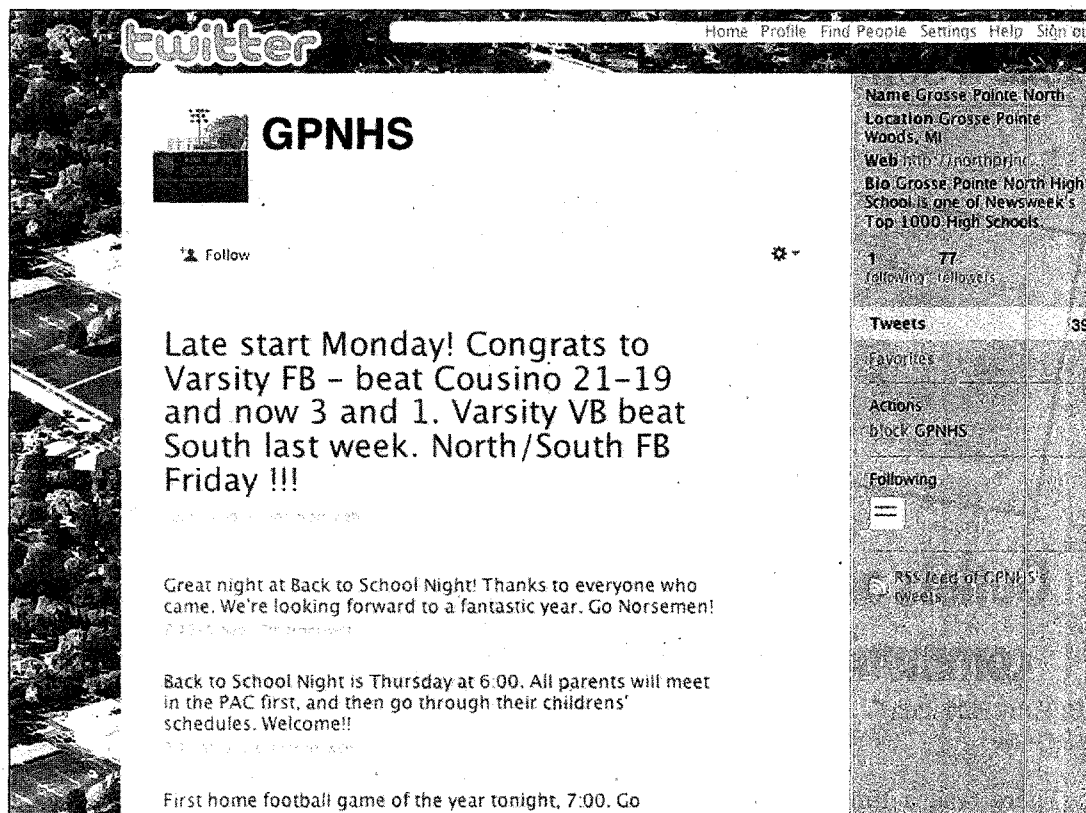 twitter
Home Profile Find People Settings Help Sign
GPNHS
Follow
Late start Monday! Congrats to
Varsity FB – beat Cousino 21–19
and now 3 and 1. Varsity VB beat
South last week. North/South FB
Friday !!!
Great night at Back to School Night! Thanks to everyone who
came. We're looking forward to a fantastic year. Go Norsemen!
Back to School Night is Thursday at 6:00. All parents will meet
in the PAC first, and then go through their childrens'
schedules. Welcome!!
First home football game of the year tonight, 7:00. Go
Name Grosse Pointe North
Location Grosse Pointe
Woods, MI
Web
Bio Grosse Pointe North High
School is one of Newsweek's
Top 1000 High Schools.
1 77
following followers
Tweets 39
Favorites
Actions
block GPNHS
Following
RSS feed of GPNHS's
tweets